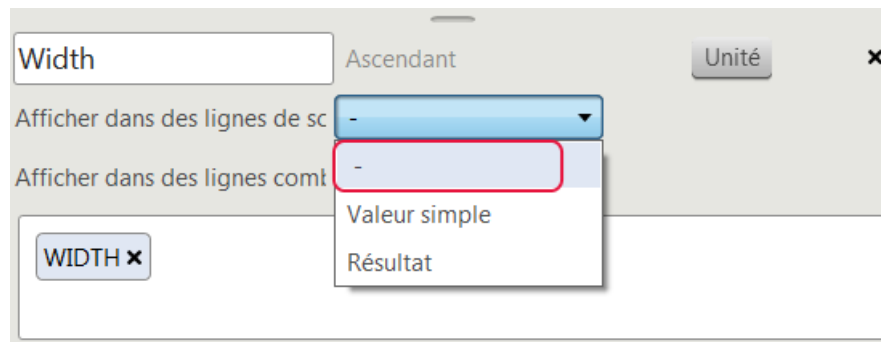 Width Ascendant Unité ×
Afficher dans des lignes de sc -
Afficher dans des lignes comb
-
Valeur simple
Résultat
WIDTH ×